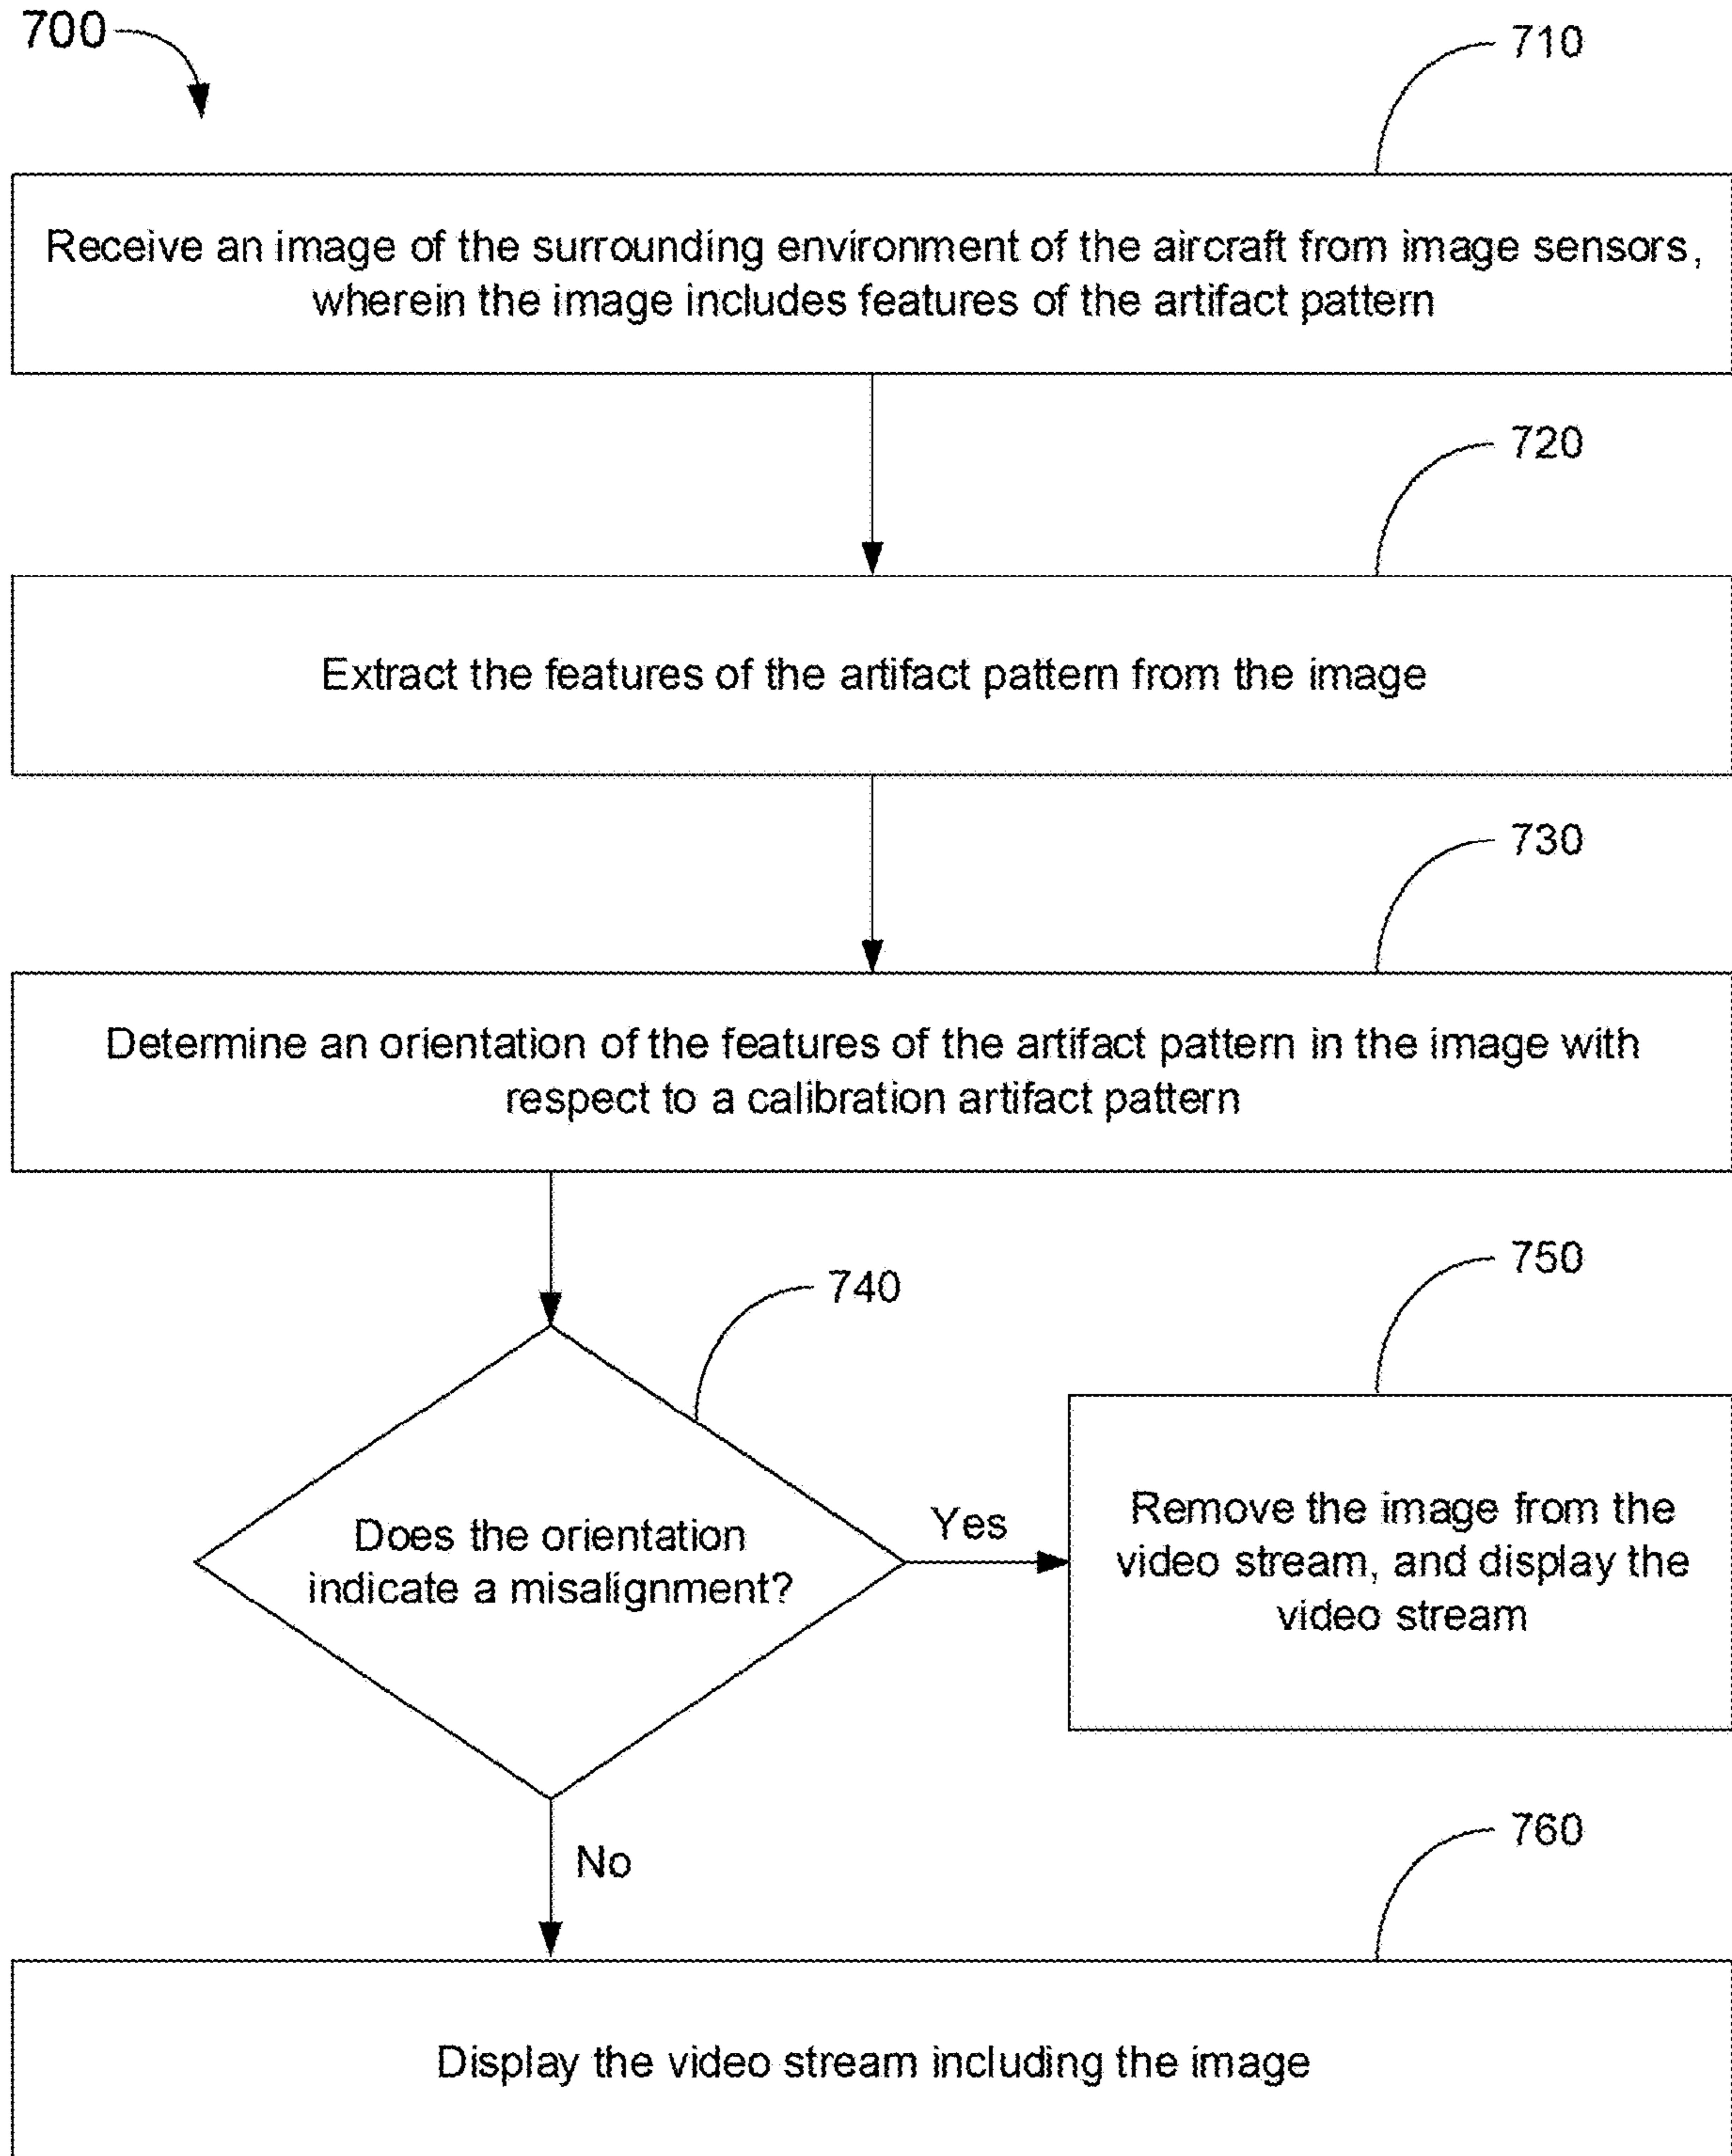 700
710
Receive an image of the surrounding environment of the aircraft from image sensors,
wherein the image includes features of the artifact pattern
720
Extract the features of the artifact pattern from the image
730
Determine an orientation of the features of the artifact pattern in the image with
respect to a calibration artifact pattern
740
Does the orientation
indicate a misalignment?
Yes
750
Remove the image from the
video stream, and display the
video stream
No
760
Display the video stream including the image